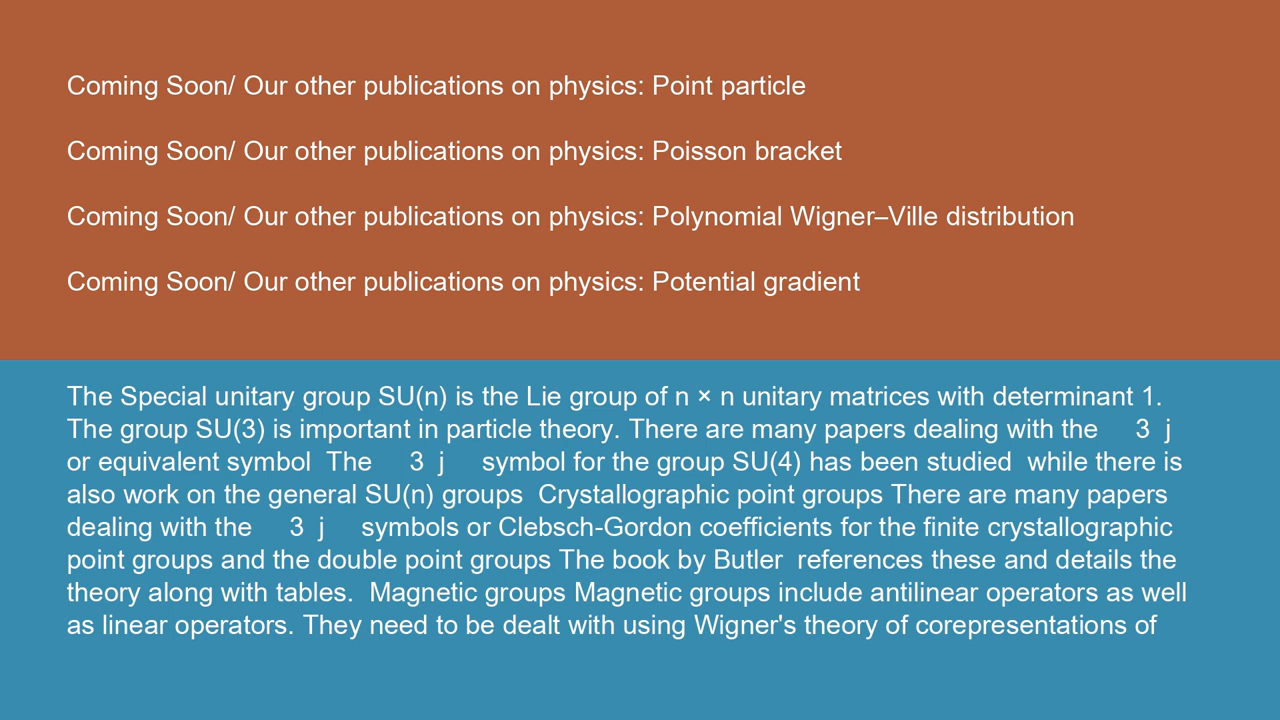 Coming Soon/ Our other publications on physics: Point particle
Coming Soon/ Our other publications on physics: Poisson bracket
Coming Soon/ Our other publications on physics: Polynomial Wigner–Ville distribution
Coming Soon/ Our other publications on physics: Potential gradient
The Special unitary group SU(n) is the Lie group of n × n unitary matrices with determinant 1.
The group SU(3) is important in particle theory. There are many papers dealing with the 3 j
or equivalent symbol The 3 j symbol for the group SU(4) has been studied while there is
also work on the general SU(n) groups Crystallographic point groups There are many papers
dealing with the 3 j symbols or Clebsch-Gordon coefficients for the finite crystallographic
point groups and the double point groups The book by Butler references these and details the
theory along with tables. Magnetic groups Magnetic groups include antilinear operators as well
as linear operators. They need to be dealt with using Wigner's theory of corepresentations of